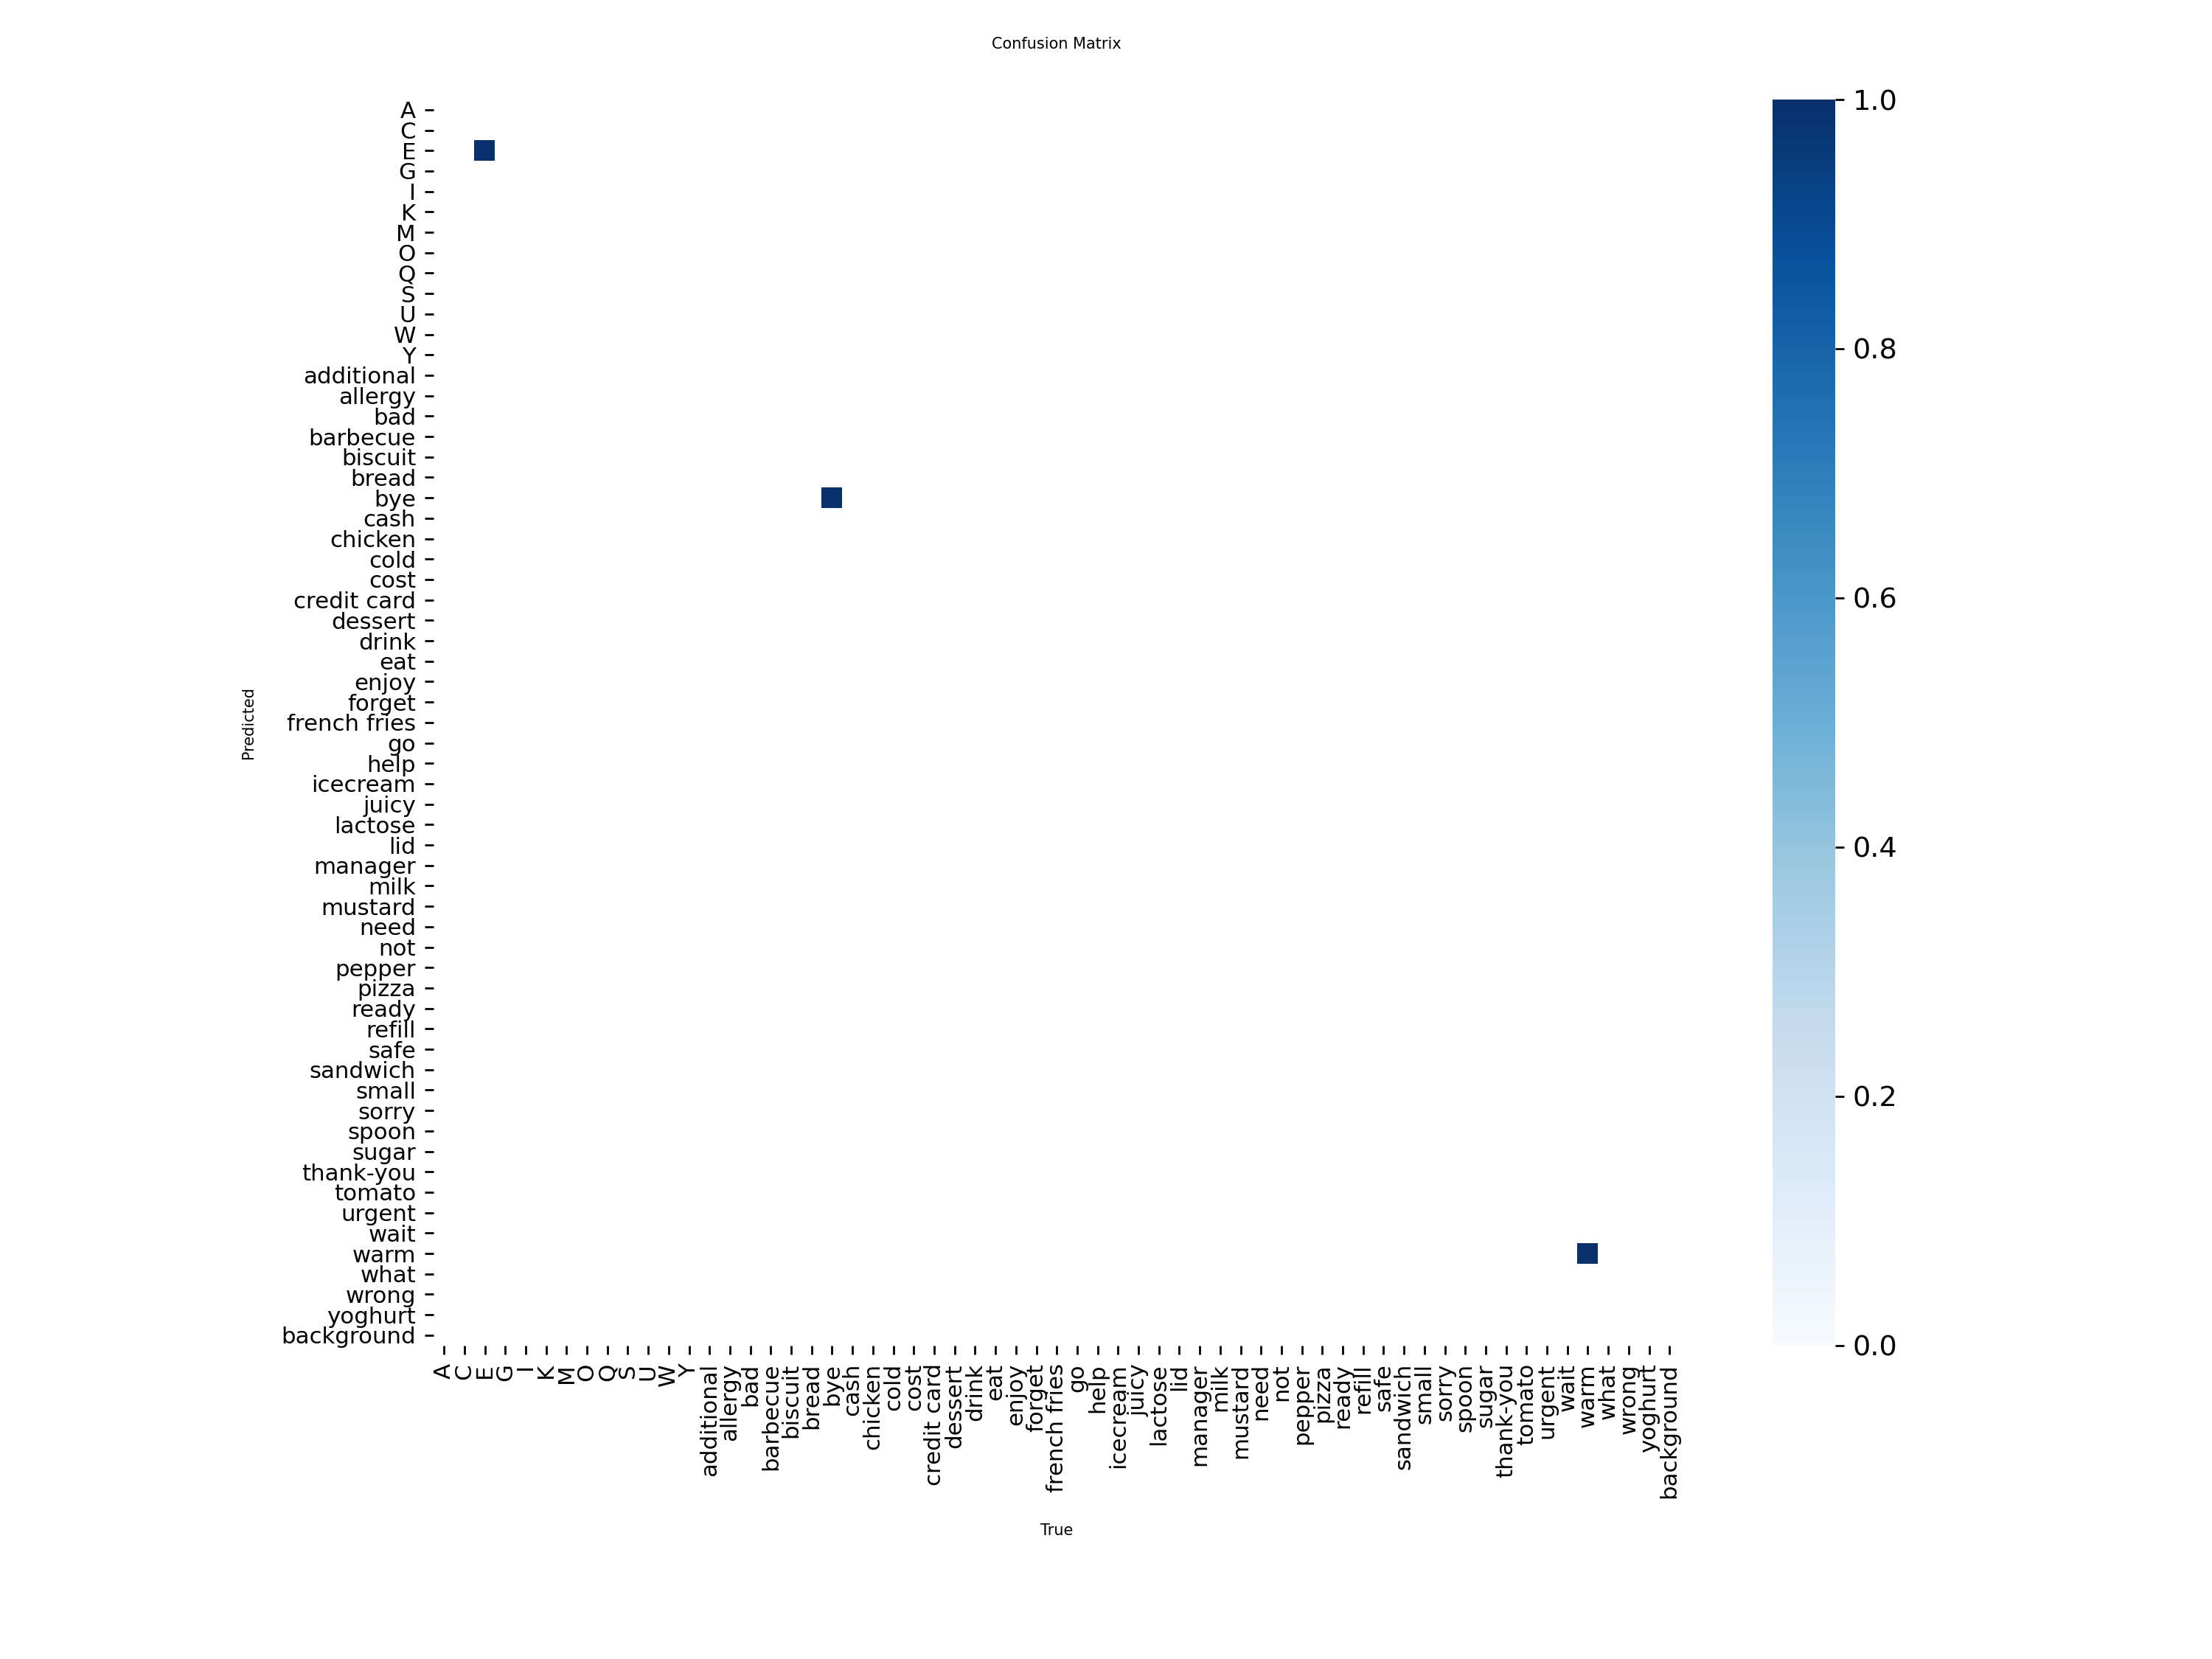 Confusion Matrix
A
C
E
G
I
K
M
O
Q
S
U
W
Y
additional
allergy
bad
barbecue
biscuit
bread
bye
cash
chicken
cold
cost
credit card
dessert
drink
eat
enjoy
forget
french fries
go
help
icecream
juicy
lactose
lid
manager
milk
mustard
need
not
pepper
pizza
ready
refill
safe
sandwich
small
sorry
spoon
sugar
thank-you
tomato
urgent
wait
warm
what
wrong
yoghurt
background
Predicted
A
C
E
G
I
K
M
O
Q
S
U
W
Y
additional
allergy
bad
barbecue
biscuit
bread
bye
cash
chicken
cold
cost
credit card
dessert
drink
eat
enjoy
forget
french fries
go
help
icecream
juicy
lactose
lid
manager
milk
mustard
need
not
pepper
pizza
ready
refill
safe
sandwich
small
sorry
spoon
sugar
thank-you
tomato
urgent
wait
warm
what
wrong
yoghurt
background
True
1.0
0.8
0.6
0.4
0.2
0.0